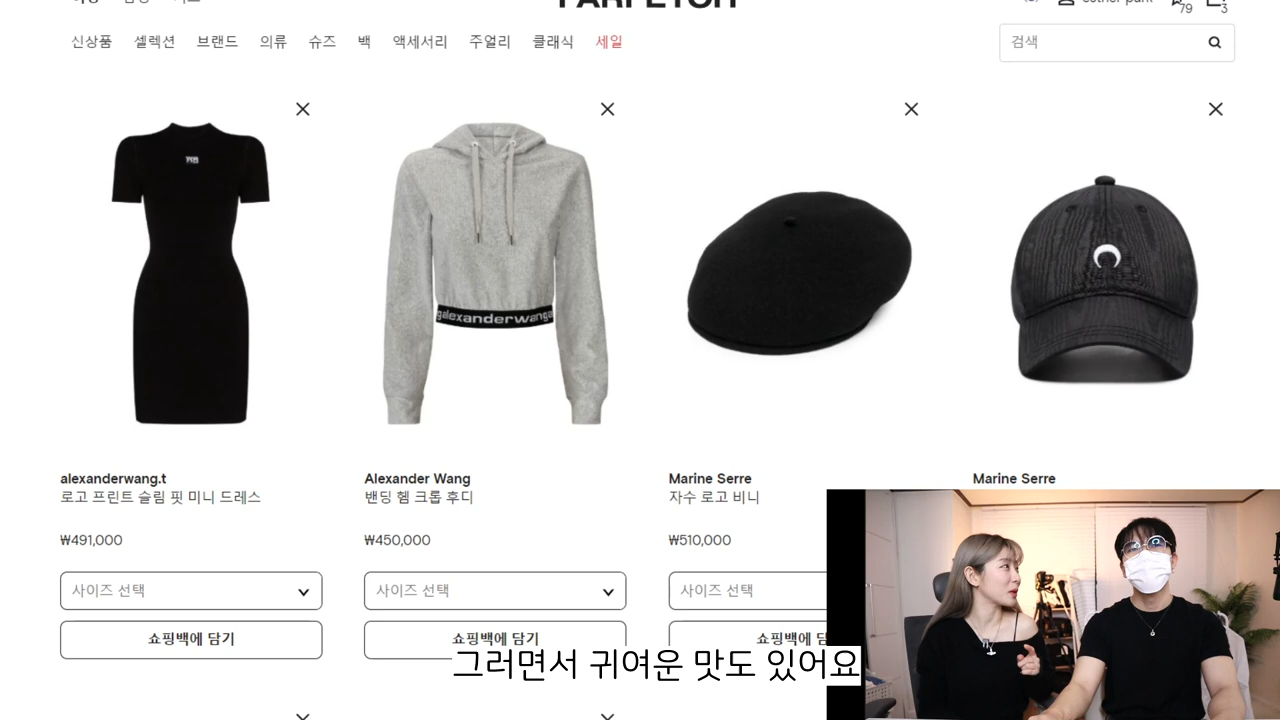 FARFETCH
esther park
79
3
신상품 셀렉션 브랜드 의류 슈즈 백 액세서리 주얼리 클래식 세일
검색
galexanderwanga
alexanderwang.t
로고 프린트 슬림 핏 미니 드레스
₩491,000
사이즈 선택
쇼핑백에 담기
Alexander Wang
밴딩 헴 크롭 후디
₩450,000
사이즈 선택
쇼핑백에 담기
Marine Serre
자수 로고 비니
₩510,000
사이즈 선택
쇼핑백에
Marine Serre
그러면서 귀여운 맛도 있어요